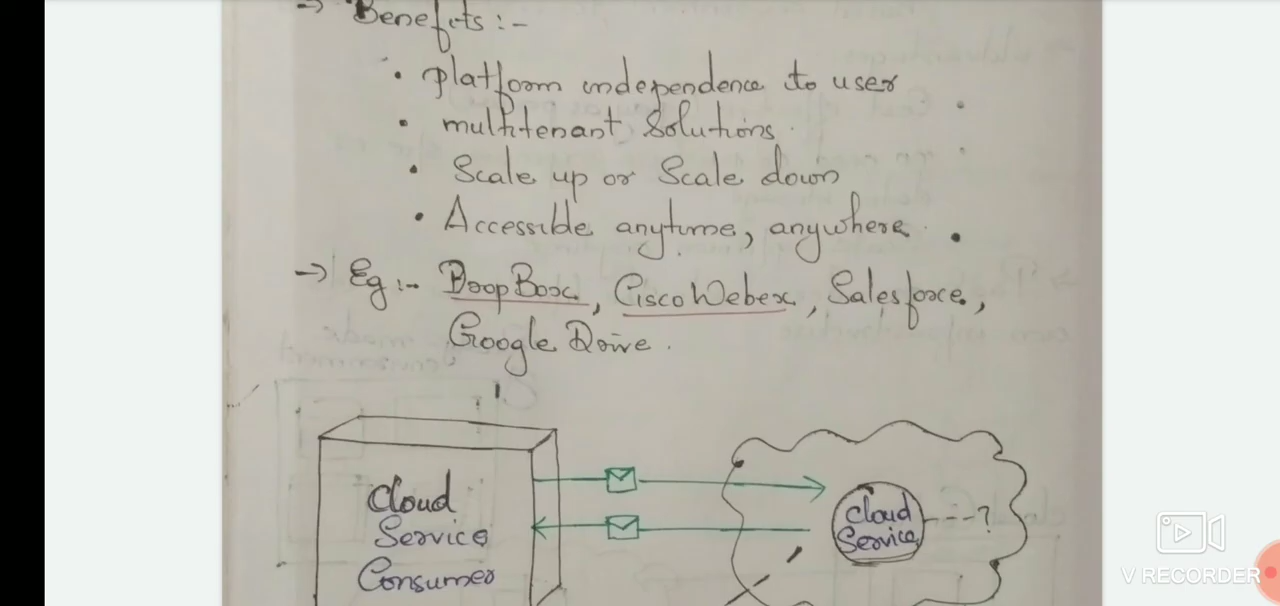 → Benefits :-
• platform independence to user
• multitenant Solutions.
• Scale up or Scale down
• Accessible anytime, anywhere.
→ Eg :- DropBox, Cisco Webex, Salesforce,
Google Drive.
Cloud
Service
Consumer
Cloud
Service
?
V RECORDER